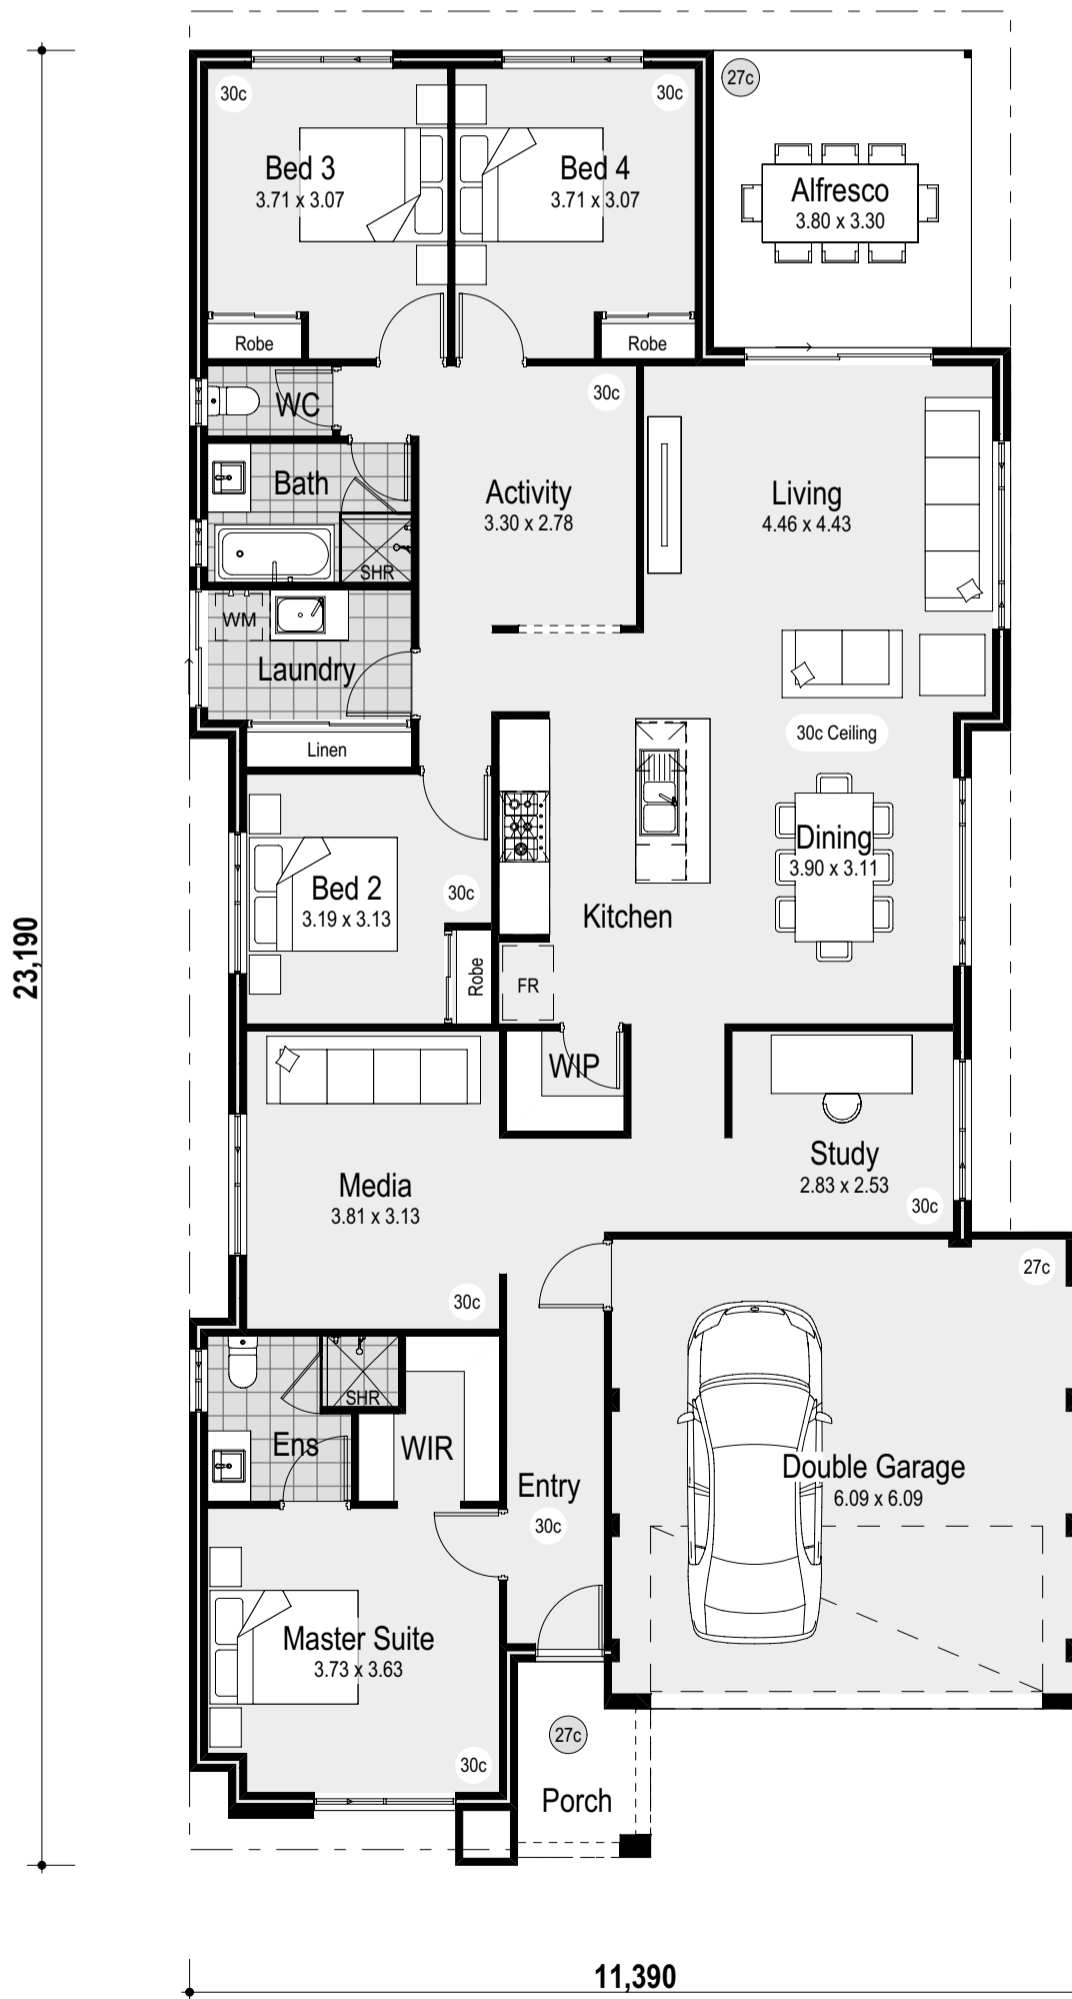 30c
30c
27c
Bed 3
3.71 x 3.07
Bed 4
3.71 x 3.07
Alfresco
3.80 x 3.30
Robe
Robe
WC
30c
Bath
SHR
Activity
3.30 x 2.78
Living
4.46 x 4.43
WM
Laundry
Linen
30c Ceiling
Bed 2
3.19 x 3.13
30c
Robe
Kitchen
FR
Dining
3.90 x 3.11
23,190
WIP
Media
3.81 x 3.13
30c
Study
2.83 x 2.53
30c
27c
SHR
Ens
WIR
Entry
30c
Double Garage
6.09 x 6.09
Master Suite
3.73 x 3.63
30c
27c
Porch
11,390